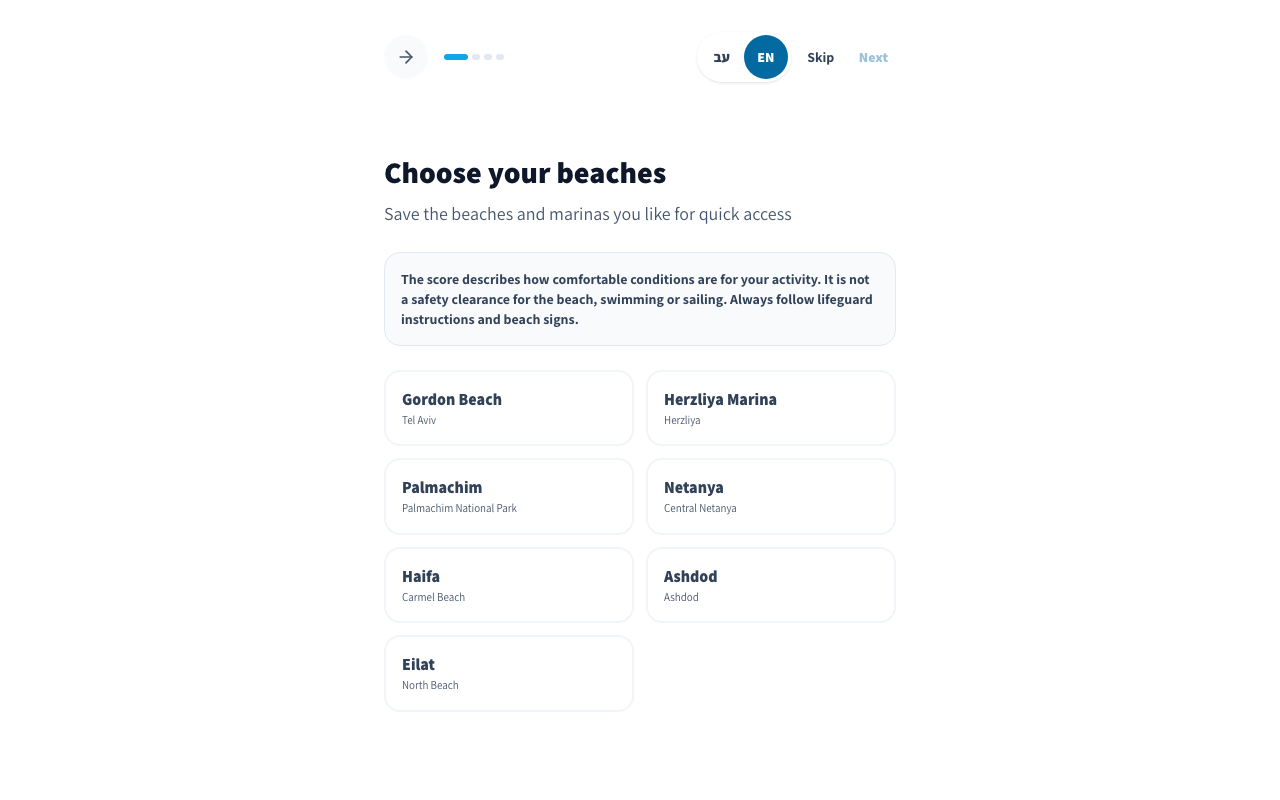 עב
EN
Skip
Next
Choose your beaches
Save the beaches and marinas you like for quick access
The score describes how comfortable conditions are for your activity. It is not
a safety clearance for the beach, swimming or sailing. Always follow lifeguard
instructions and beach signs.
Gordon Beach
Tel Aviv
Herzliya Marina
Herzliya
Palmachim
Palmachim National Park
Netanya
Central Netanya
Haifa
Carmel Beach
Ashdod
Ashdod
Eilat
North Beach